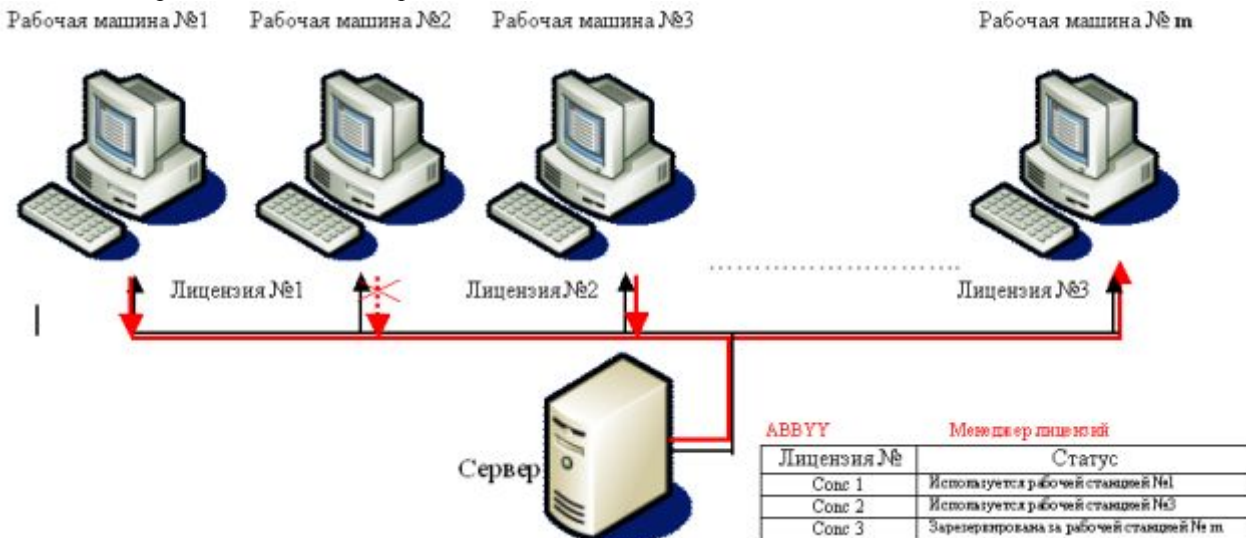 Рабочая машина №1
Рабочая машина №2
Рабочая машина №3
Рабочая машина № m
Лицензия №1
Лицензия №2
Лицензия №3
Сервер
ABBYY Менеджер лицензий
Лицензия № Статус
Conc 1 Используется рабочей станцией №1
Conc 2 Используется рабочей станцией №3
Conc 3 Зарезервирована за рабочей станцией № m